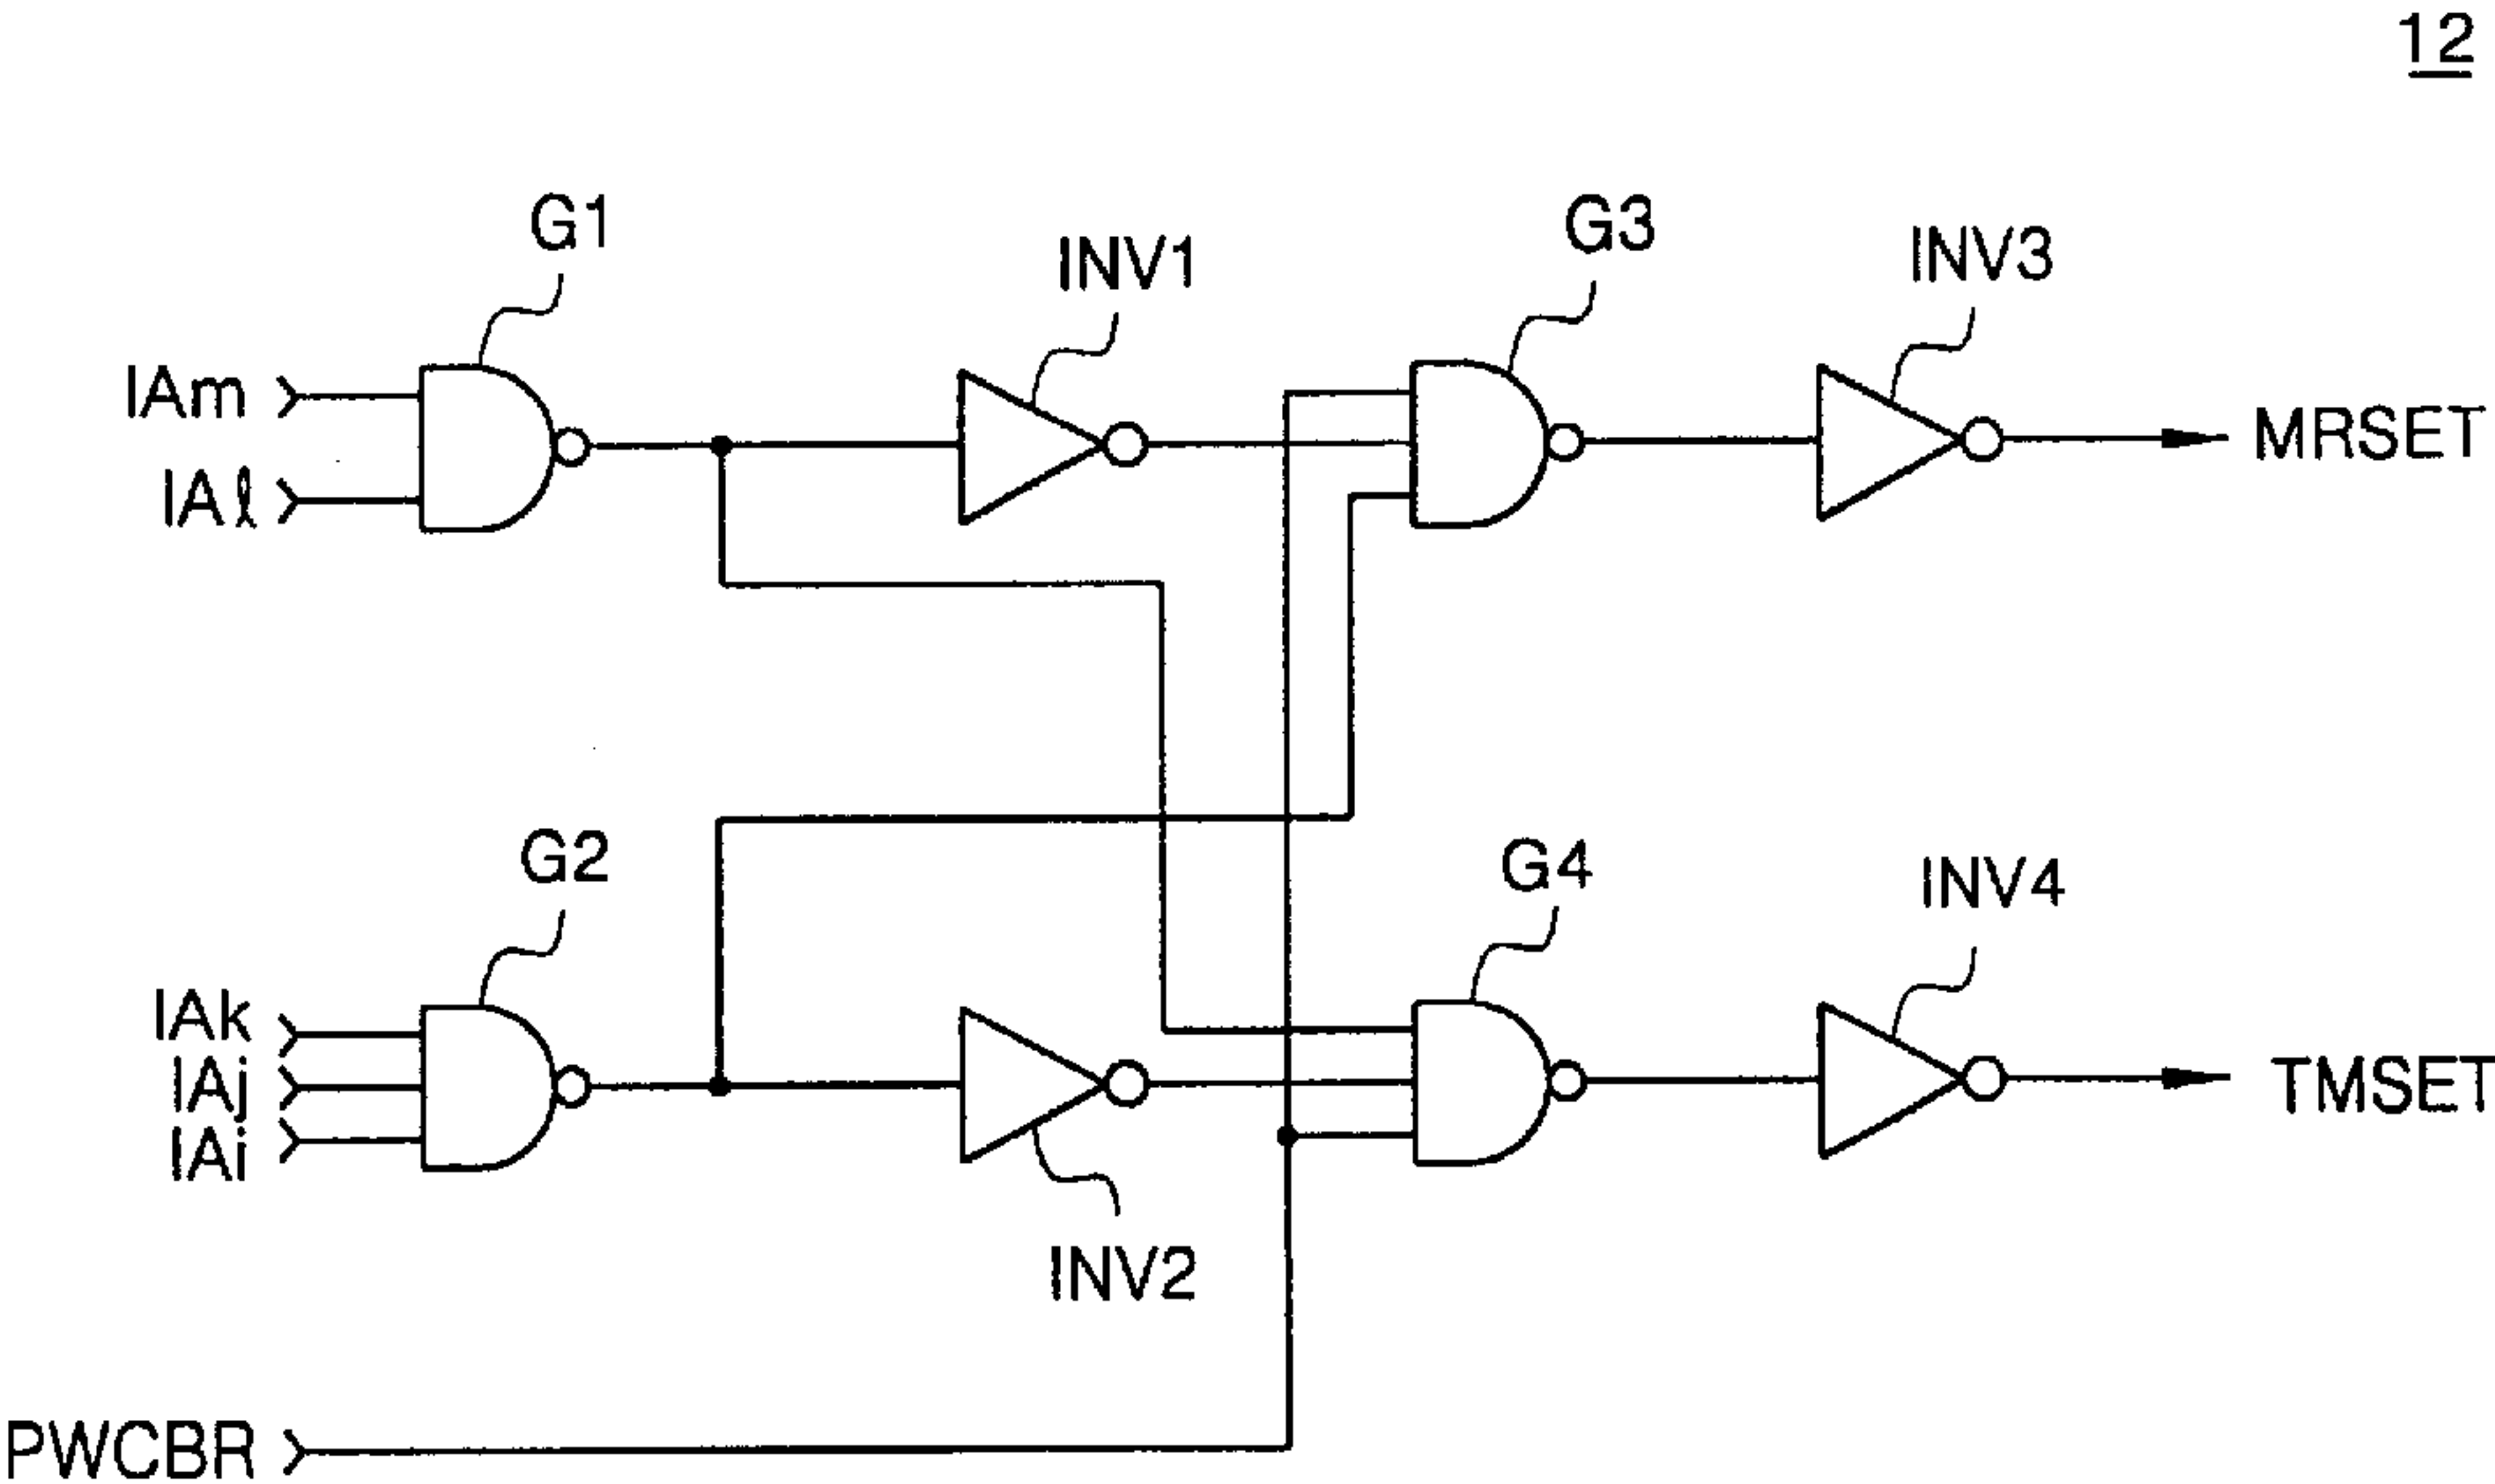 12
G1
INV1
G3
INV3
IAm
IAℓ
MRSET
G2
G4
INV4
IAk
IAj
IAi
TMSET
INV2
PWCBR